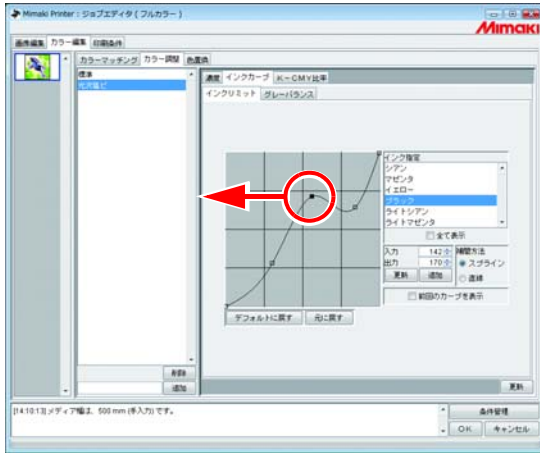 Mimaki Printer : ジョブエディタ ( フルカラー )
Mimaki
画像編集 カラー編集 印刷条件
カラーマッチング カラー調整 色置換
標準
光沢塩ビ
濃度 インクカーブ K-CMY比率
インクリミット グレーバランス
インク指定
シアン
マゼンタ
イエロー
ブラック
ライトシアン
ライトマゼンタ
全て表示
入力 142 補間方法
出力 170 スプライン
更新 追加 直線
前回のカーブを表示
デフォルトに戻す 元に戻す
削除
追加
更新
[14:10:13] メディア幅は、500 mm (手入力) です。
条件管理
OK キャンセル